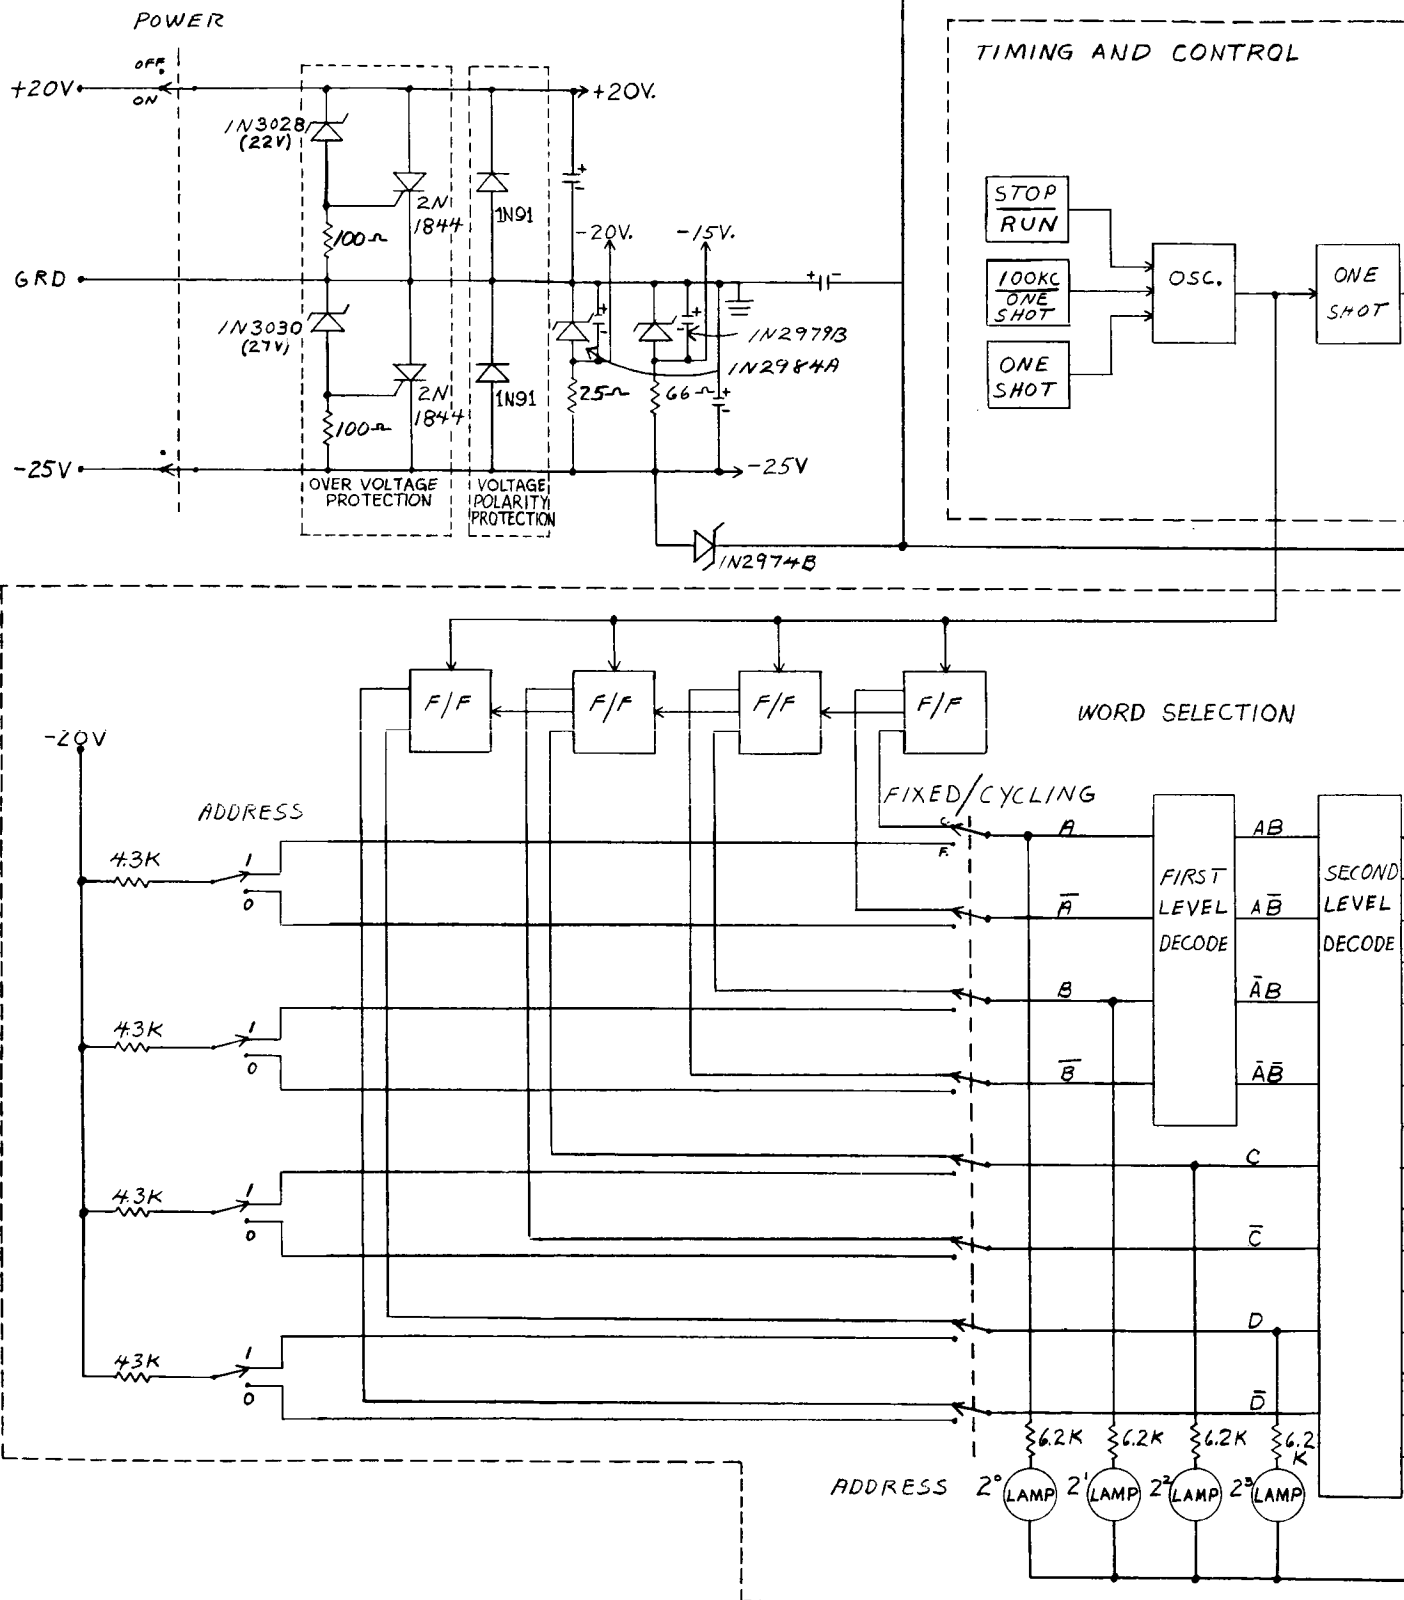 POWER
OFF
ON
+20V
+20V.
1N3028
(22V)
2N
1844
1N91
100Ω
-20V.
-15V.
+
-
GRD
+ -
1N3030
(27V)
+
-
+
-
1N2979B
1N2984A
2N
1844
1N91
25Ω
66Ω
+
-
100Ω
-25V
-25V
OVER VOLTAGE
PROTECTION
VOLTAGE
POLARITY
PROTECTION
1N2974B
TIMING AND CONTROL
STOP
RUN
100KC
ONE
SHOT
ONE
SHOT
OSC.
ONE
SHOT
F/F
F/F
F/F
F/F
WORD SELECTION
-20V
ADDRESS
FIXED/CYCLING
C.
F.
4.3K
1
0
4.3K
1
0
4.3K
1
0
43K
1
0
A
A̅
B
B̅
FIRST
LEVEL
DECODE
AB
AB̅
A̅B
A̅B̅
C
C̅
D
D̅
SECOND
LEVEL
DECODE
6.2K
6.2K
6.2K
6.2
K
ADDRESS
2⁰
LAMP
2¹
LAMP
2²
LAMP
2³
LAMP